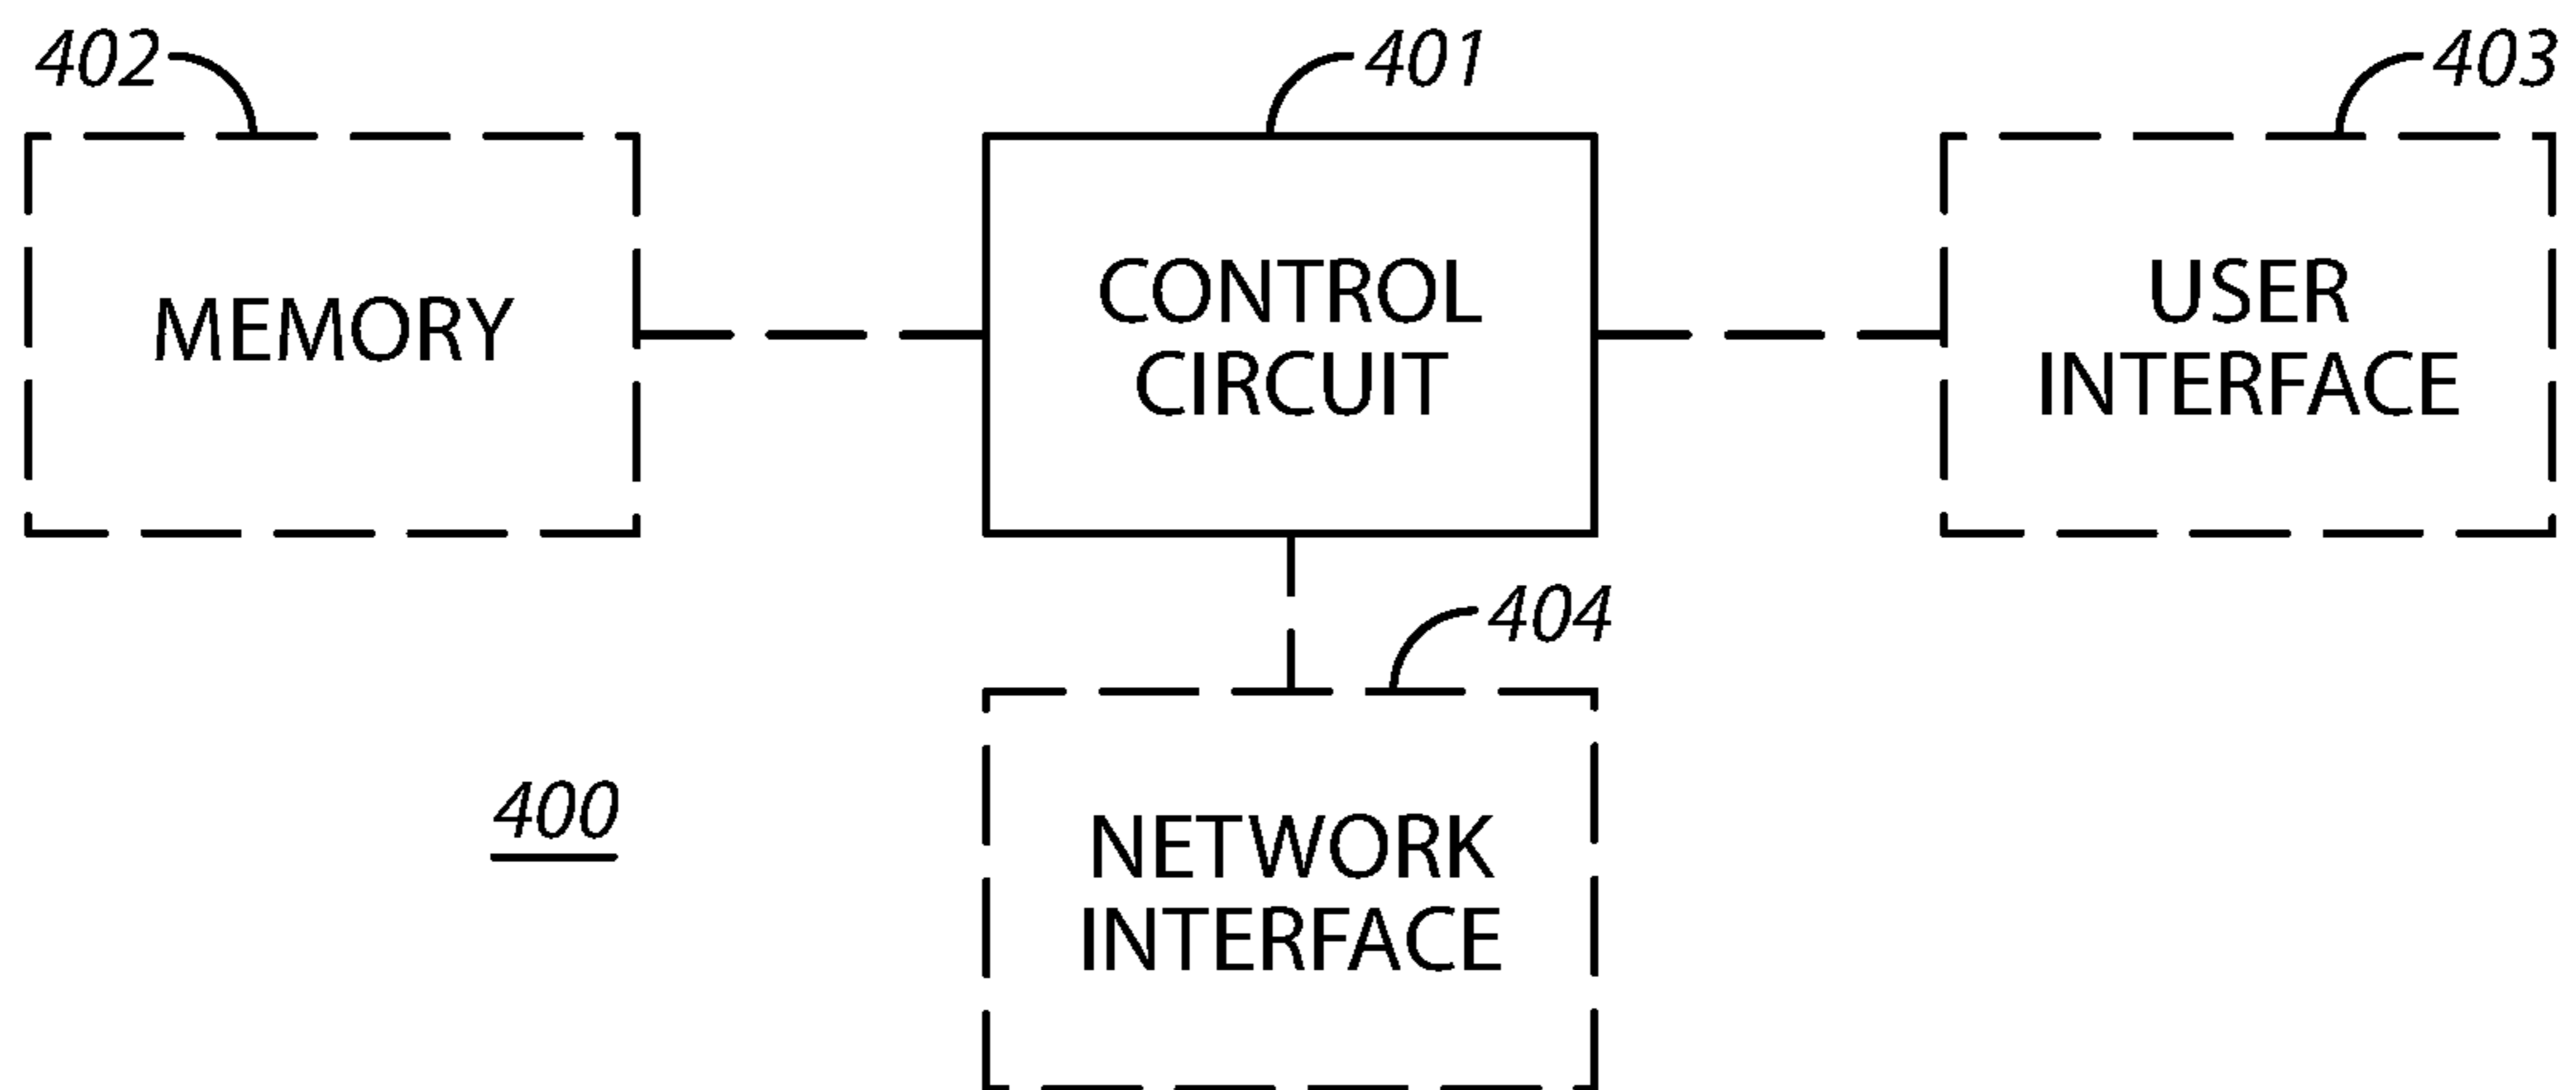 402
401
403
MEMORY
CONTROL
CIRCUIT
USER
INTERFACE
404
400
NETWORK
INTERFACE